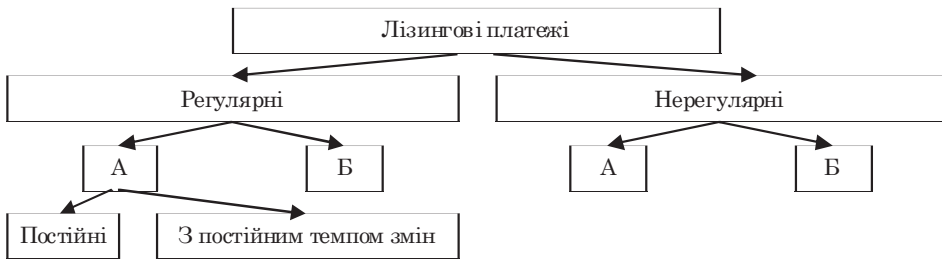 Лізингові платежі
Регулярні
Нерегулярні
А
Б
А
Б
Постійні
З постійним темпом змін